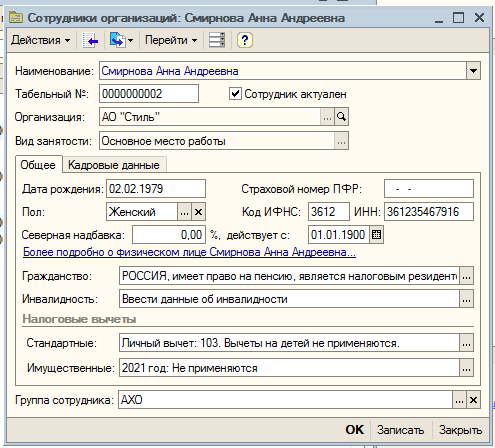 Сотрудники организаций: Смирнова Анна Андреевна
Действия Перейти ?
Наименование: Смирнова Анна Андреевна
Табельный №: 0000000002 Сотрудник актуален
Организация: АО "Стиль" ...
Вид занятости: Основное место работы ...
Общее Кадровые данные
Дата рождения: 02.02.1979 Страховой номер ПФР: - -
Пол: Женский ... × Код ИФНС: 3612 ИНН: 361235467916
Северная надбавка: 0,00 %, действует с: 01.01.1900
Более подробно о физическом лице Смирнова Анна Андреевна...
Гражданство: РОССИЯ, имеет право на пенсию, является налоговым резиденто ...
Инвалидность: Ввести данные об инвалидности ...
Налоговые вычеты
Стандартные: Личный вычет: 103. Вычеты на детей не применяются. ...
Имущественные: 2021 год: Не применяются ...
Группа сотрудника: АХО ... ×
OK Записать Закрыть